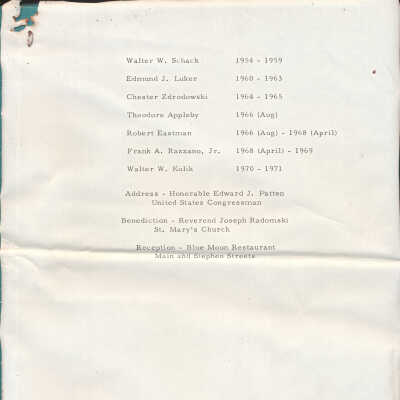 Walter W. Schack 1954 - 1959
Edmund J. Luker 1960 - 1963
Chester Zdrodowski 1964 - 1965
Theodore Appleby 1966 (Aug)
Robert Eastman 1966 (Aug) - 1968 (April)
Frank A. Razzano, Jr. 1968 (April) - 1969
Walter W. Kolik 1970 - 1971
Address - Honorable Edward J. Patten
United States Congressman
Benediction - Reverend Joseph Radomski
St. Mary's Church
Reception - Blue Moon Restaurant
Main and Stephen Streets